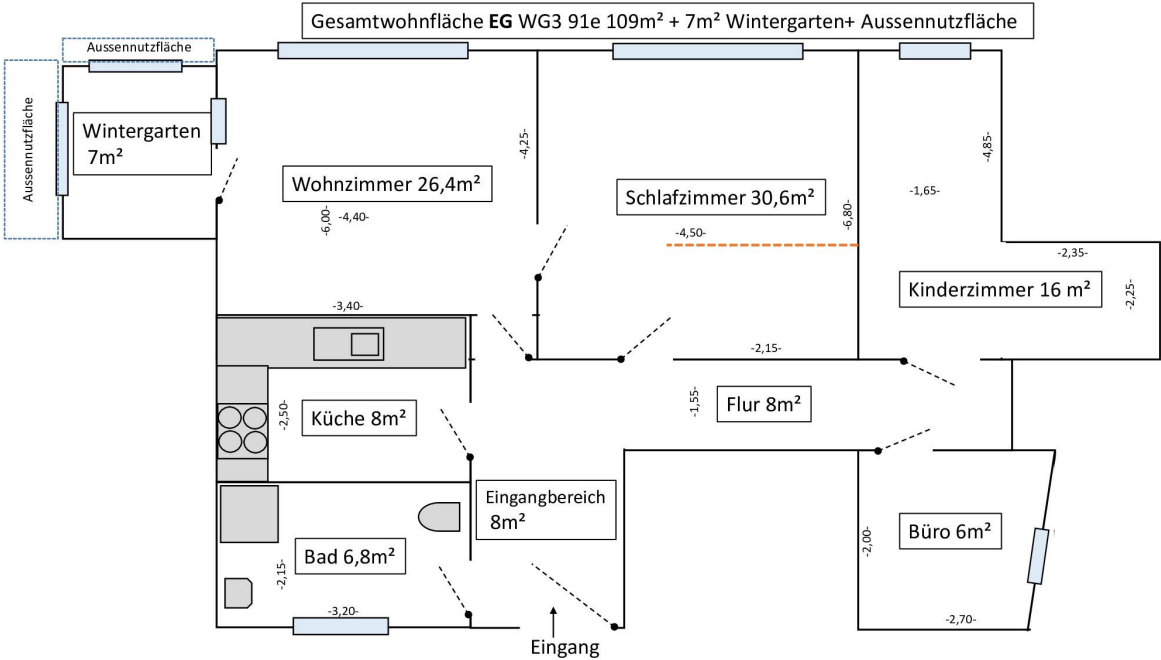 Gesamtwohnfläche EG WG3 91e 109m² + 7m² Wintergarten+ Aussennutzfläche
Aussennutzfläche
Aussennutzfläche
Wintergarten
7m²
Wohnzimmer 26,4m²
-6,00-
-4,40-
-4,25-
Schlafzimmer 30,6m²
-4,50-
-6,80-
-4,85-
-1,65-
-2,35-
Kinderzimmer 16 m²
-2,25-
-3,40-
-2,15-
Küche 8m²
-2,50-
-1,55-
Flur 8m²
Eingangbereich
8m²
Bad 6,8m²
-2,15-
-3,20-
Büro 6m²
-2,00-
-2,70-
Eingang